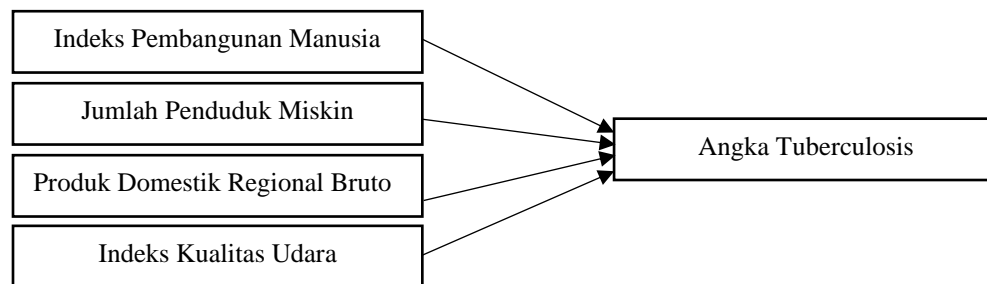 Indeks Pembangunan Manusia
Jumlah Penduduk Miskin
Angka Tuberculosis
Produk Domestik Regional Bruto
Indeks Kualitas Udara